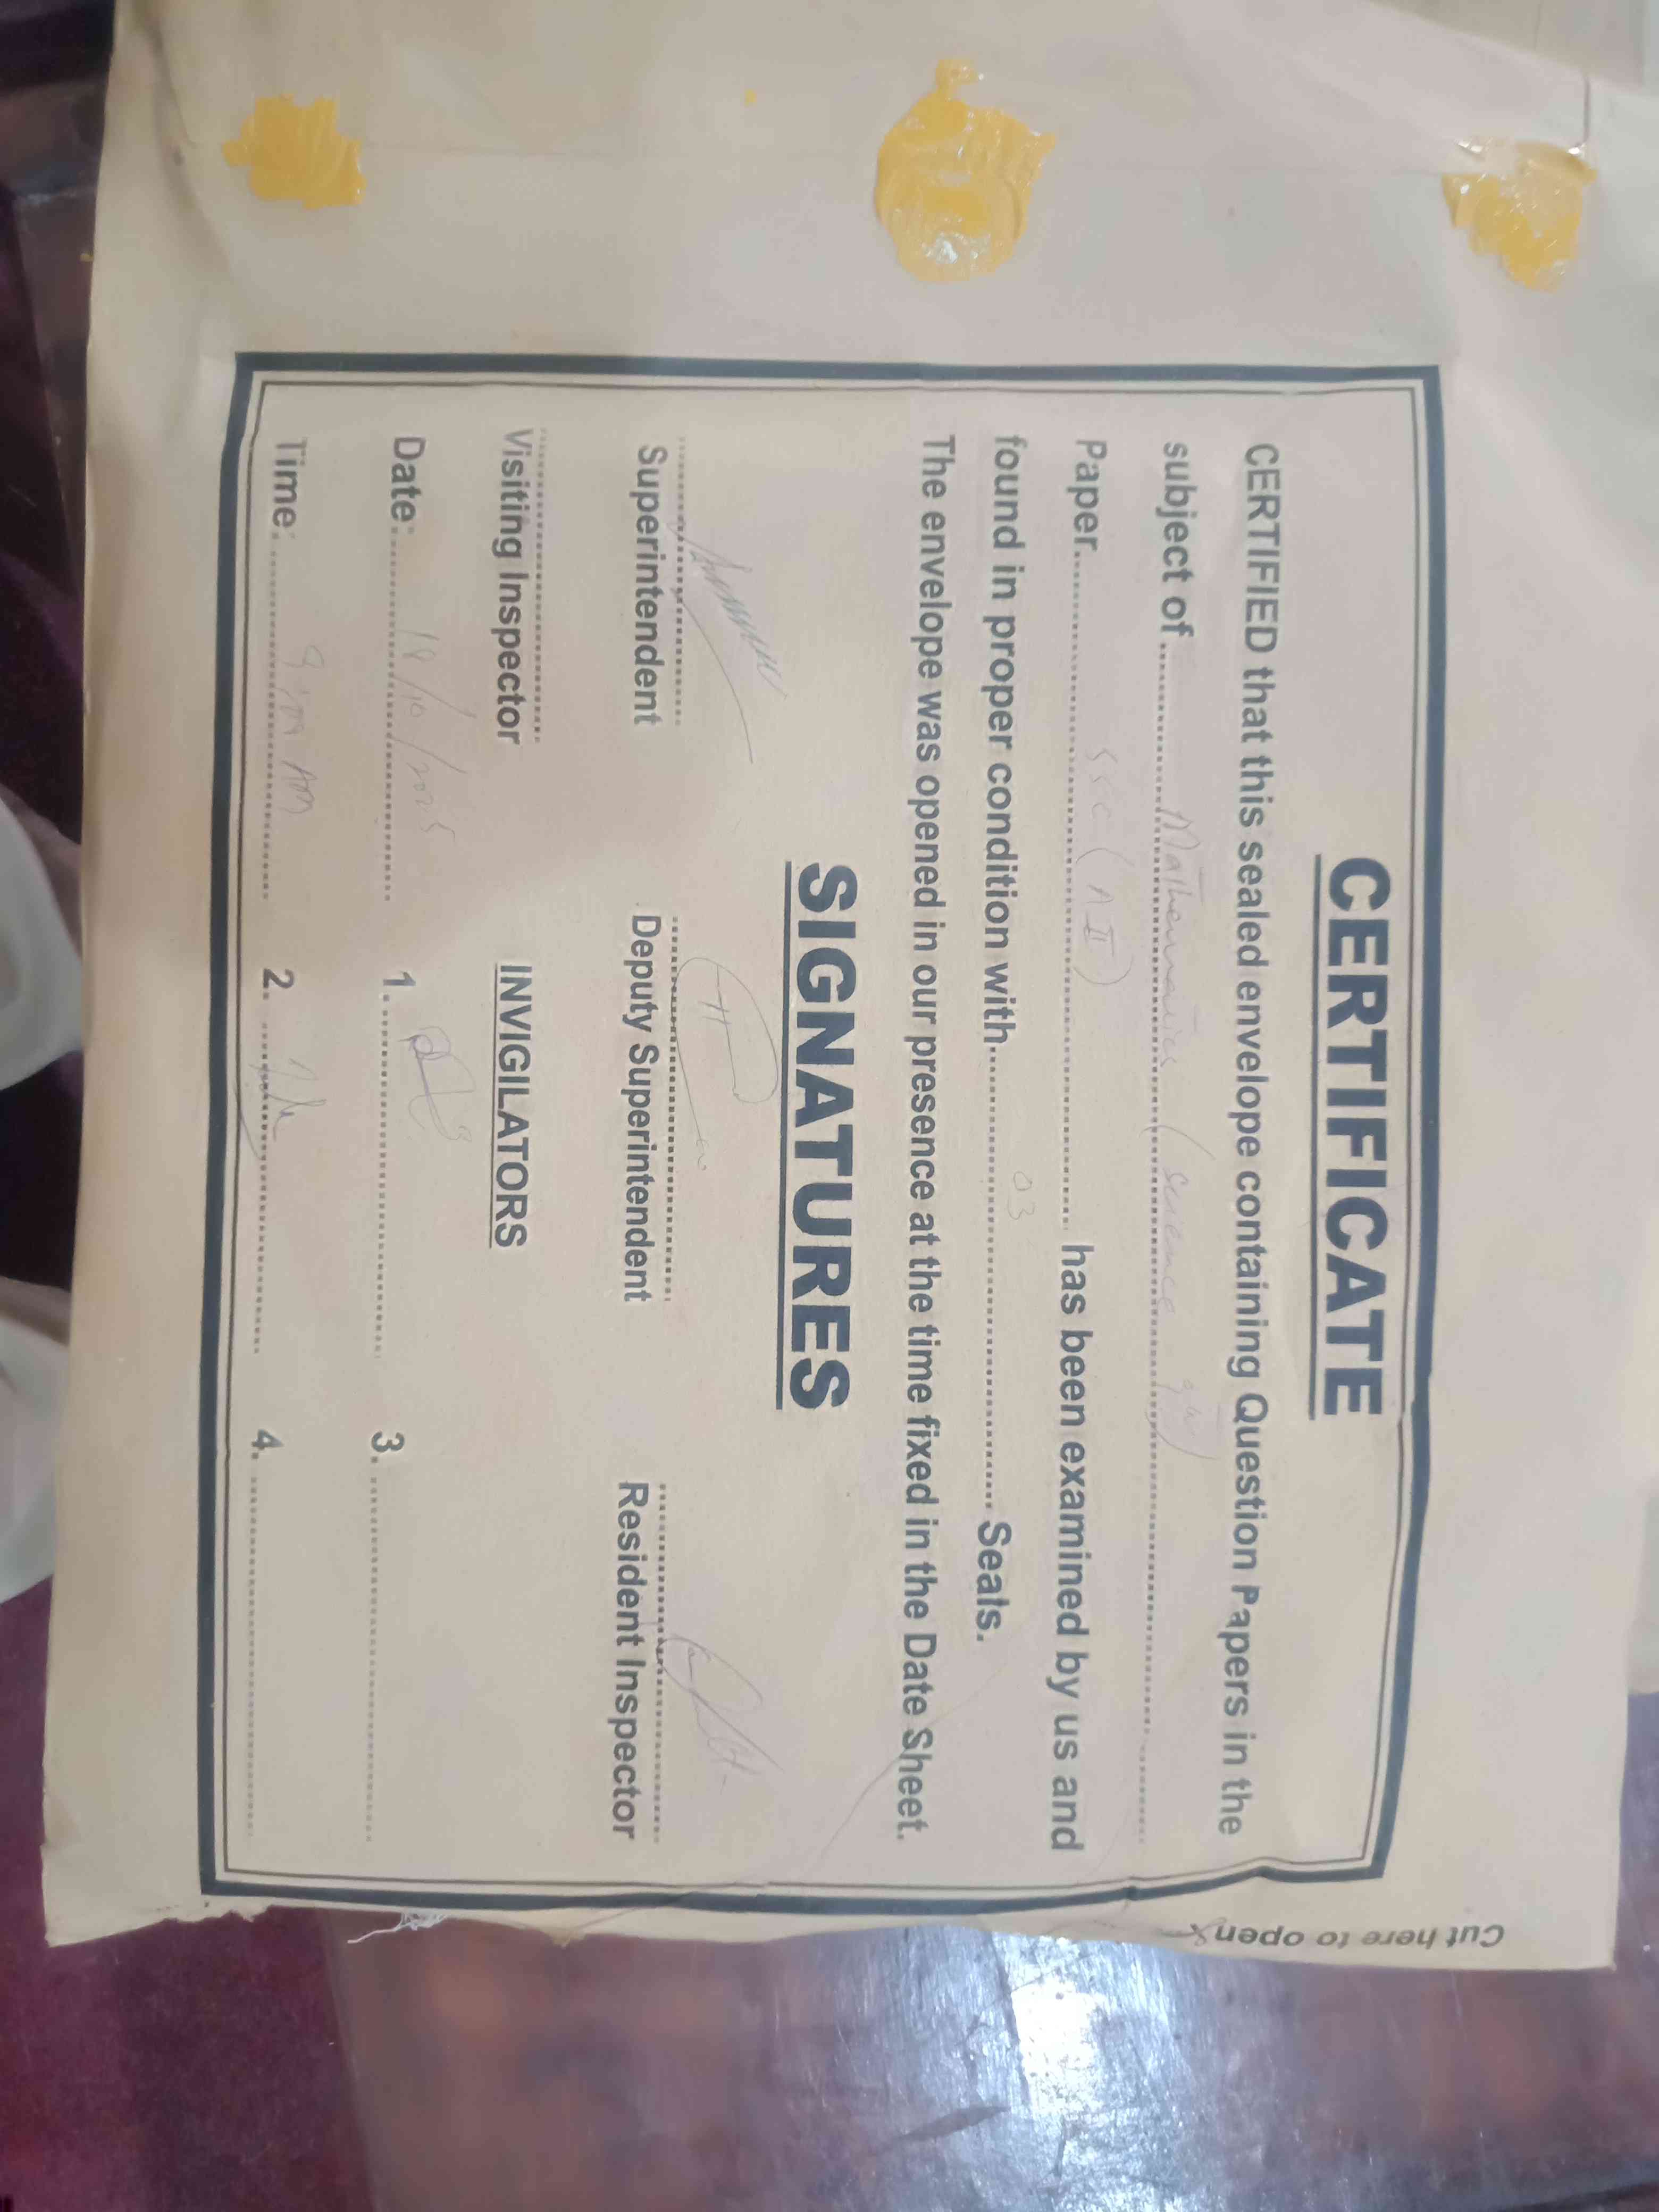 CERTIFICATE
CERTIFIED that this sealed envelope containing Question Papers in the
subject of Mathematics (science gp)
Paper SSC (A II) has been examined by us and
found in proper condition with 03 Seals.
The envelope was opened in our presence at the time fixed in the Date Sheet.
SIGNATURES
Superintendent Deputy Superintendent Resident Inspector
Visiting Inspector INVIGILATORS
Date: 18/10/2025 1. 3.
Time: 9:00 AM 2. 4.
Cut here to open